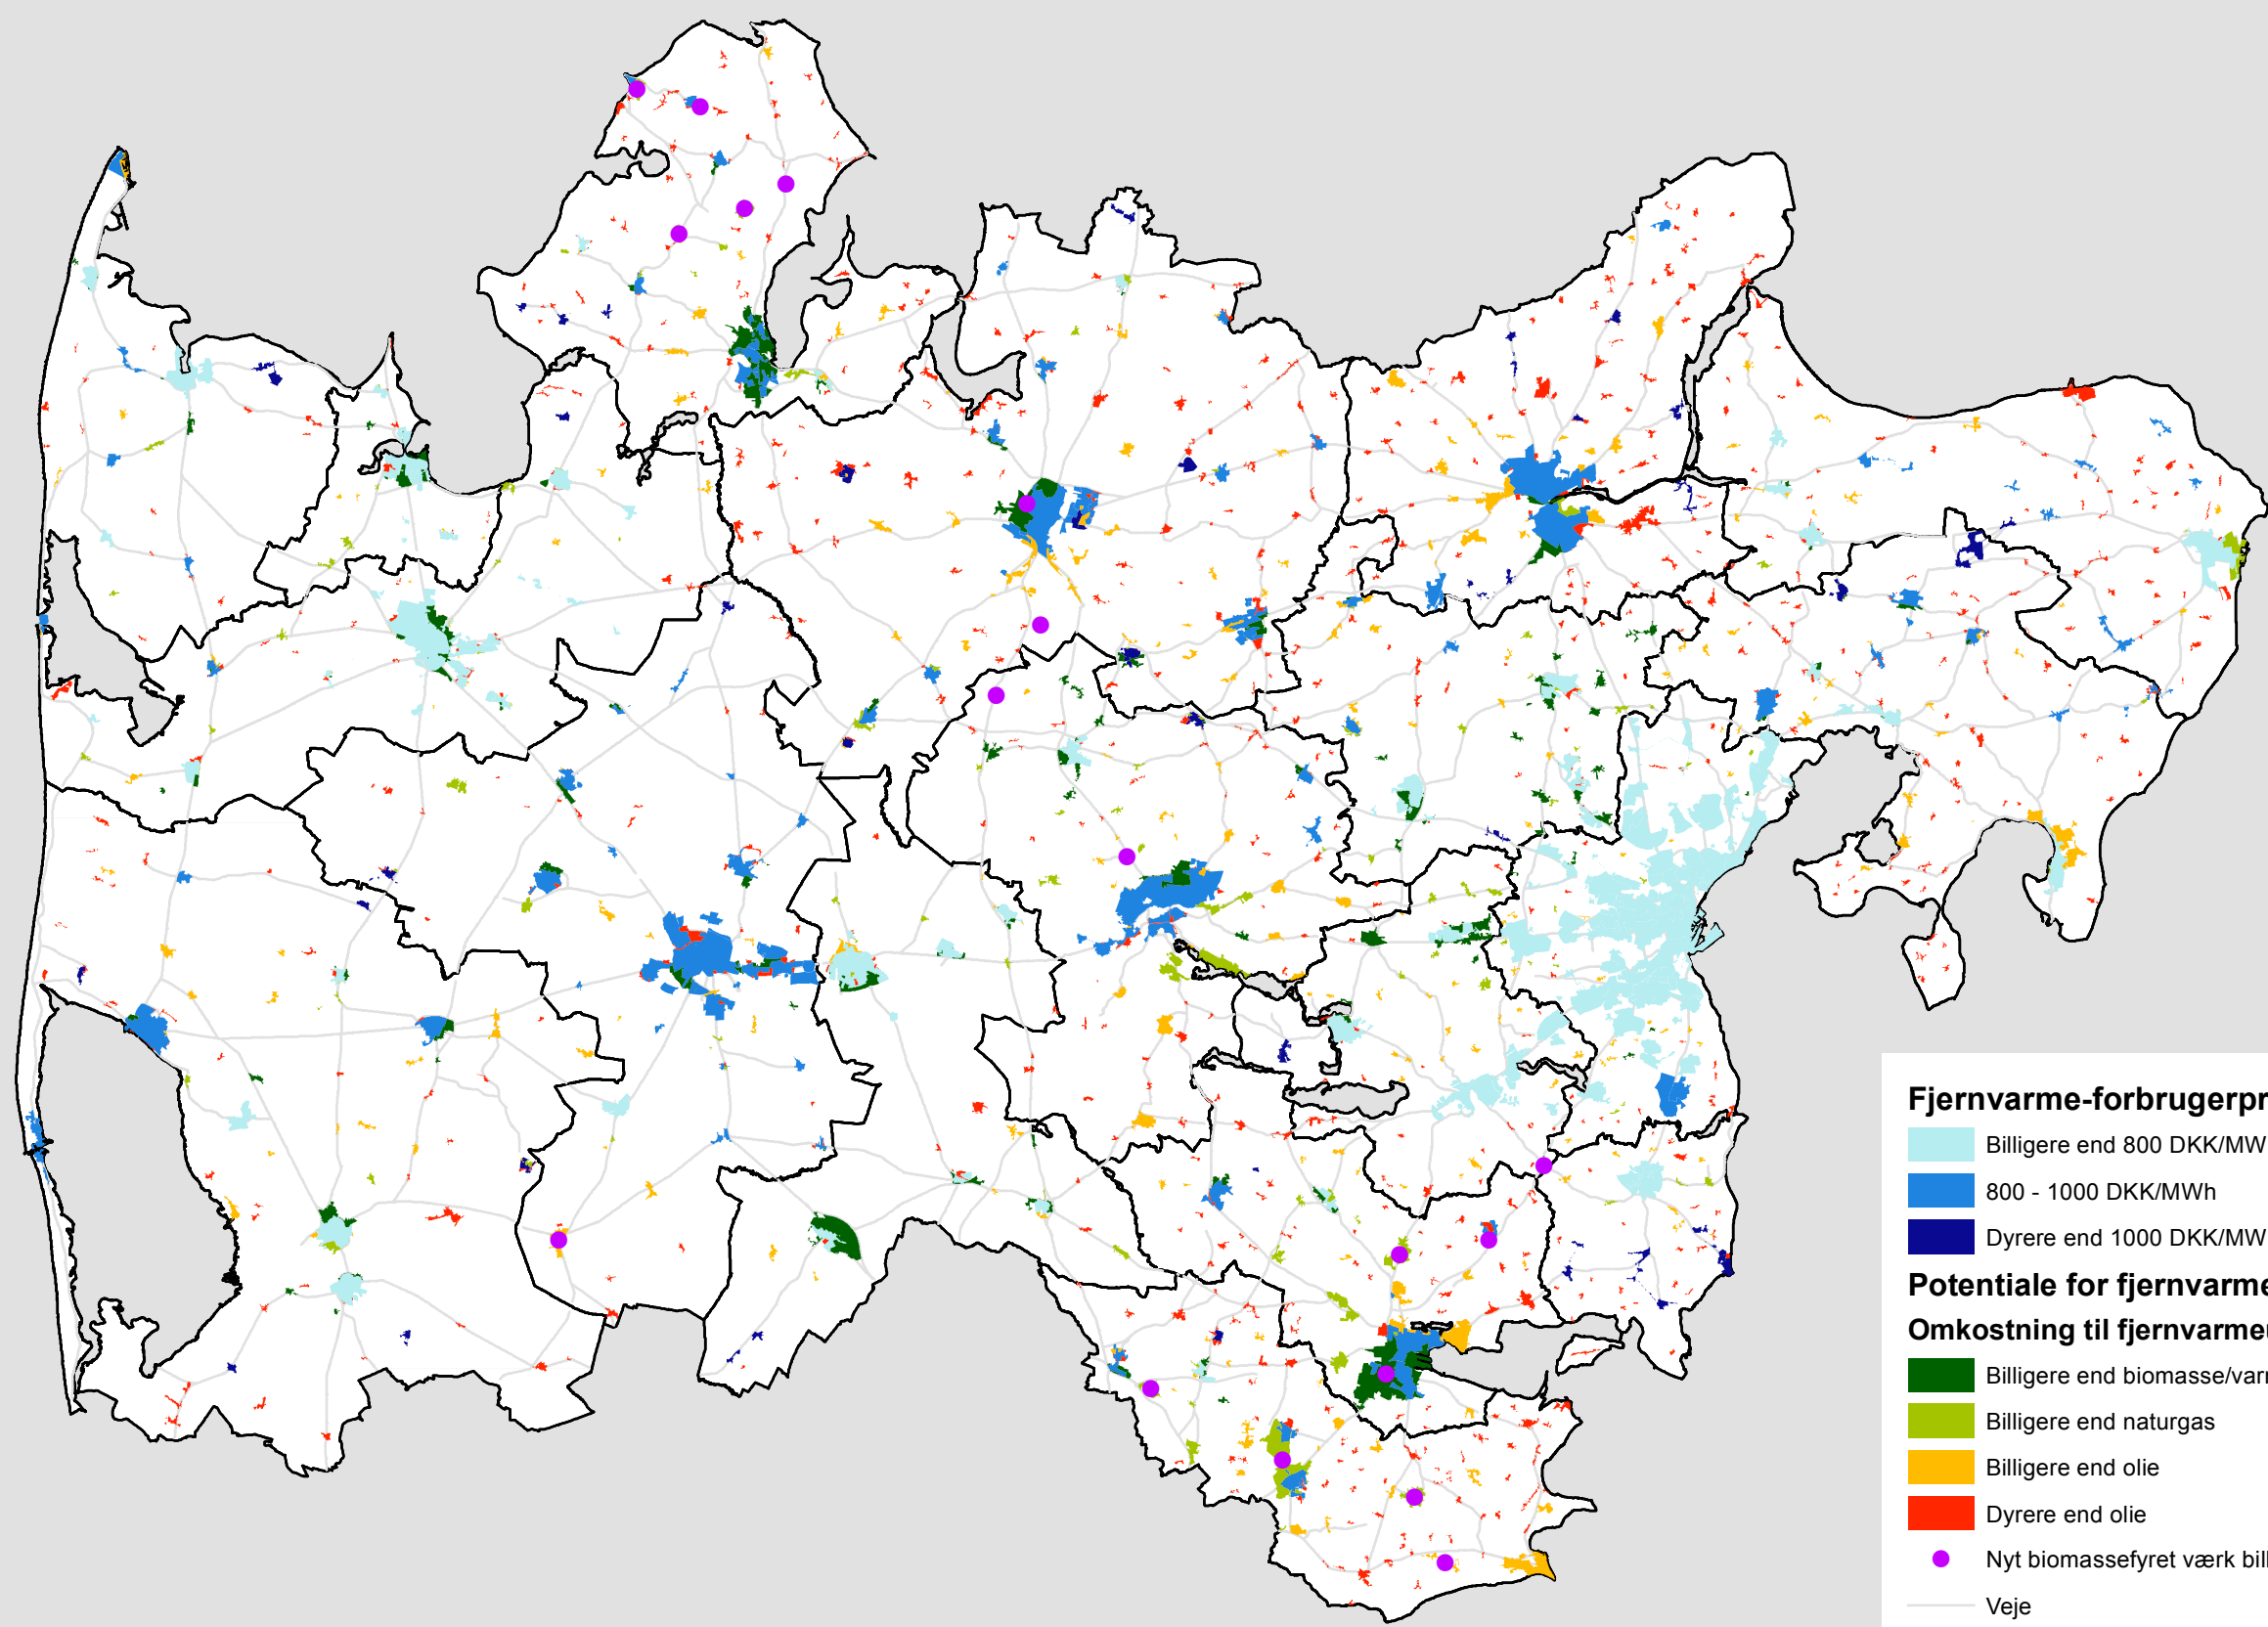 Fjernvarme-forbrugerpr
Billigere end 800 DKK/MW
800 - 1000 DKK/MWh
Dyrere end 1000 DKK/MW
Potentiale for fjernvarme
Omkostning til fjernvarme
Billigere end biomasse/var
Billigere end naturgas
Billigere end olie
Dyrere end olie
Nyt biomassefyret værk bil
Veje